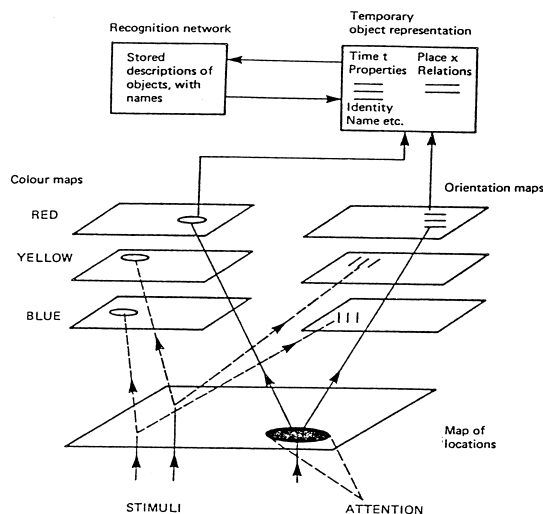 Recognition network
Temporary
object representation
Stored
descriptions of
objects, with
names
Time t
Properties
Place x
Relations
Identity
Name etc.
Colour maps
Orientation maps
RED
YELLOW
BLUE
Map of
locations
STIMULI
ATTENTION